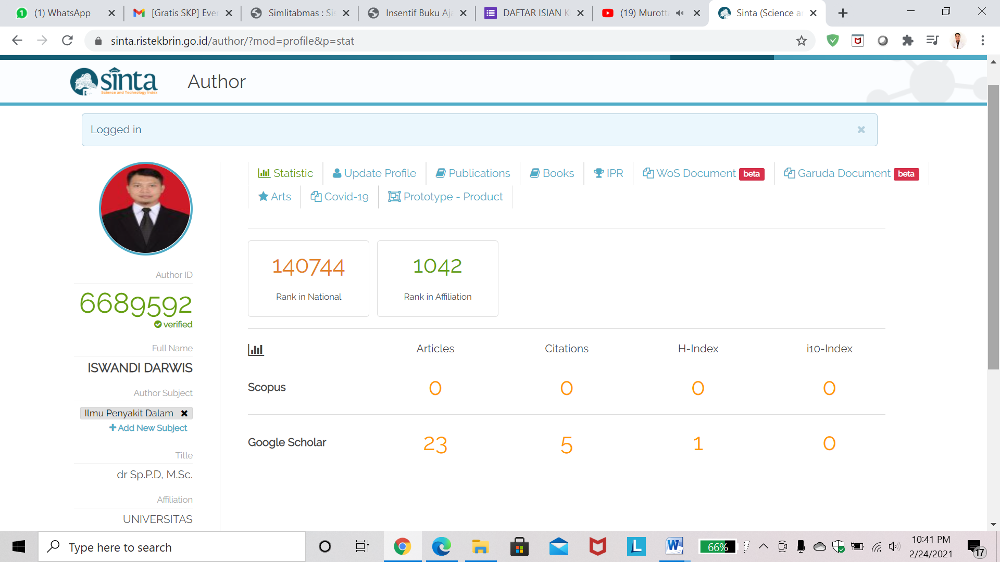 (1) WhatsApp
[Gratis SKP] Ever
Simlitabmas : Sis
Insentif Buku Aja
DAFTAR ISIAN K
(19) Murotta
Sinta (Science a
sinta.ristekbrin.go.id/author/?mod=profile&p=stat
sinta
Science and Technology Index
Author
Logged in
Statistic
Update Profile
Publications
Books
IPR
WoS Document beta
Garuda Document beta
Arts
Covid-19
Prototype - Product
140744
Rank in National
1042
Rank in Affiliation
Author ID
6689592
verified
Full Name
ISWANDI DARWIS
Author Subject
Ilmu Penyakit Dalam
Add New Subject
Title
dr Sp.P.D, M.Sc.
Affiliation
UNIVERSITAS
Articles Citations H-Index i10-Index
Scopus 0 0 0 0
Google Scholar 23 5 1 0
Type here to search
66%
10:41 PM
2/24/2021
17